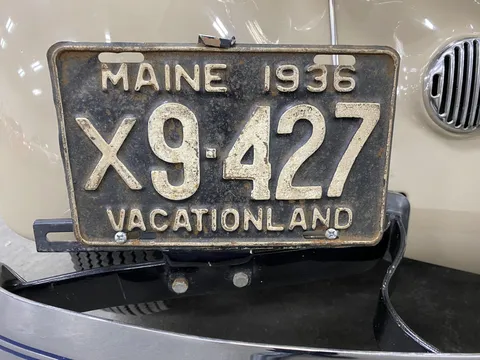 MAINE 1936
X9-427
VACATIONLAND